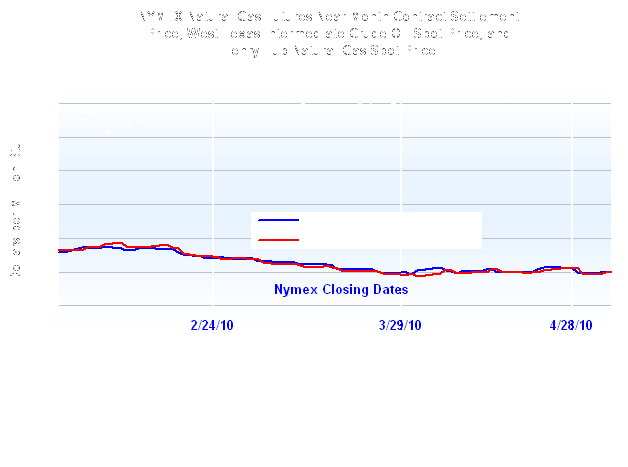 NYMEX Natural Gas Futures Near-Month Contract Settlement
Price, West Texas Intermediate Crude Oil Spot Price, and
Henry Hub Natural Gas Spot Price
Nymex Closing Dates
2/24/10
3/29/10
4/28/10